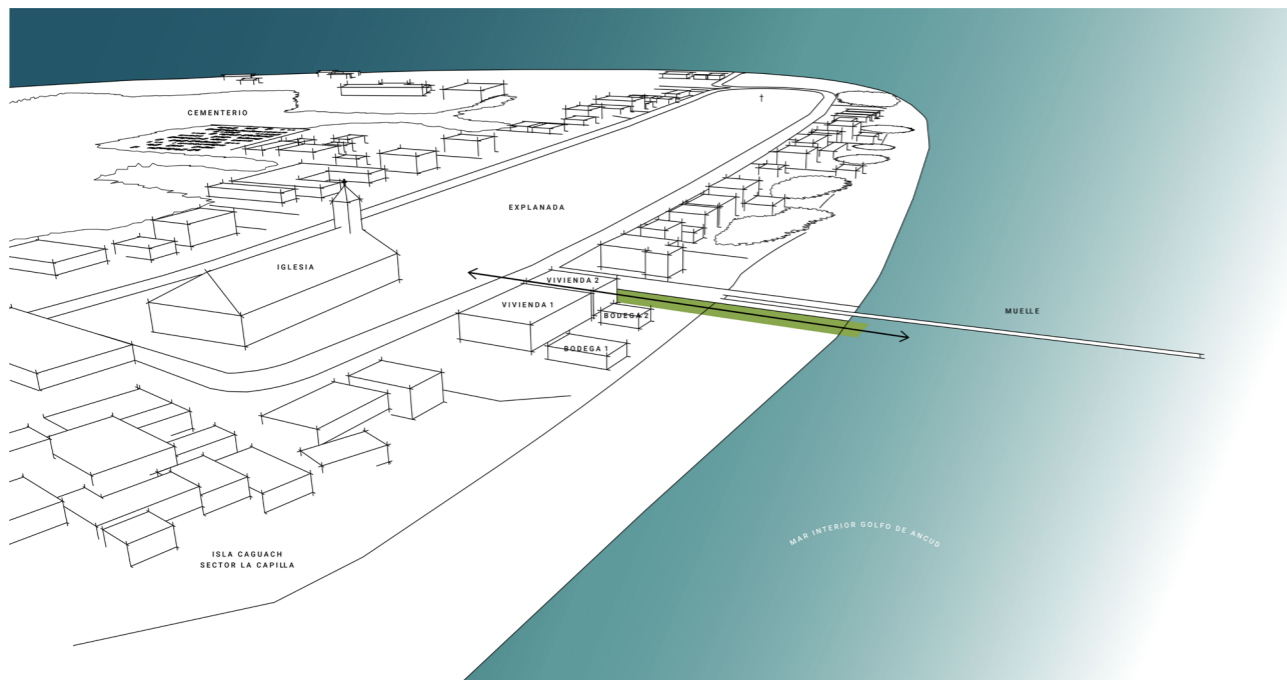 CEMENTERIO
EXPLANADA
IGLESIA
VIVIENDA 2
VIVIENDA 1
BODEGA 2
BODEGA 1
MUELLE
MAR INTERIOR GOLFO DE ANCUD
ISLA CAGUACH
SECTOR LA CAPILLA